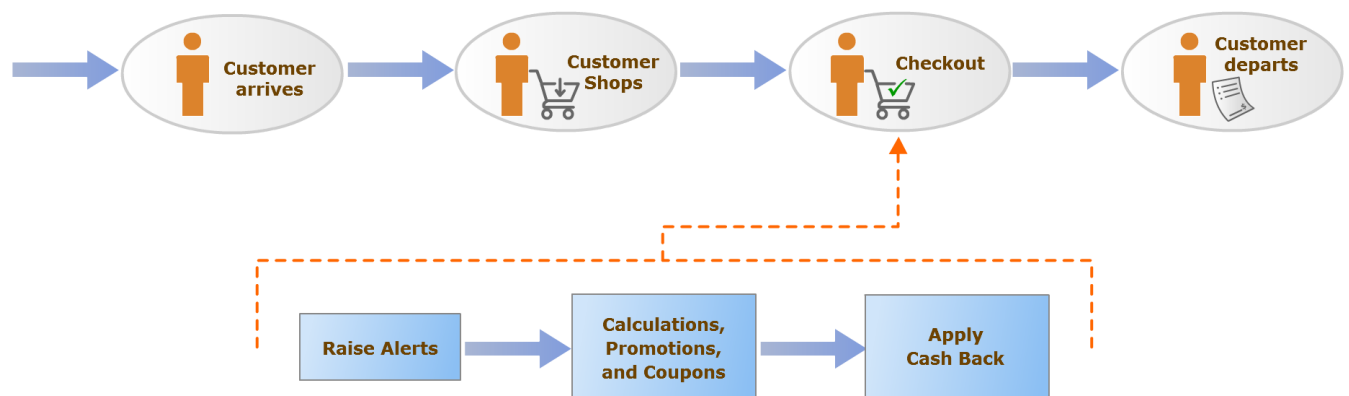 Customer
arrives
Customer
Shops
Checkout
Customer
departs
$
Raise Alerts
Calculations,
Promotions,
and Coupons
Apply
Cash Back